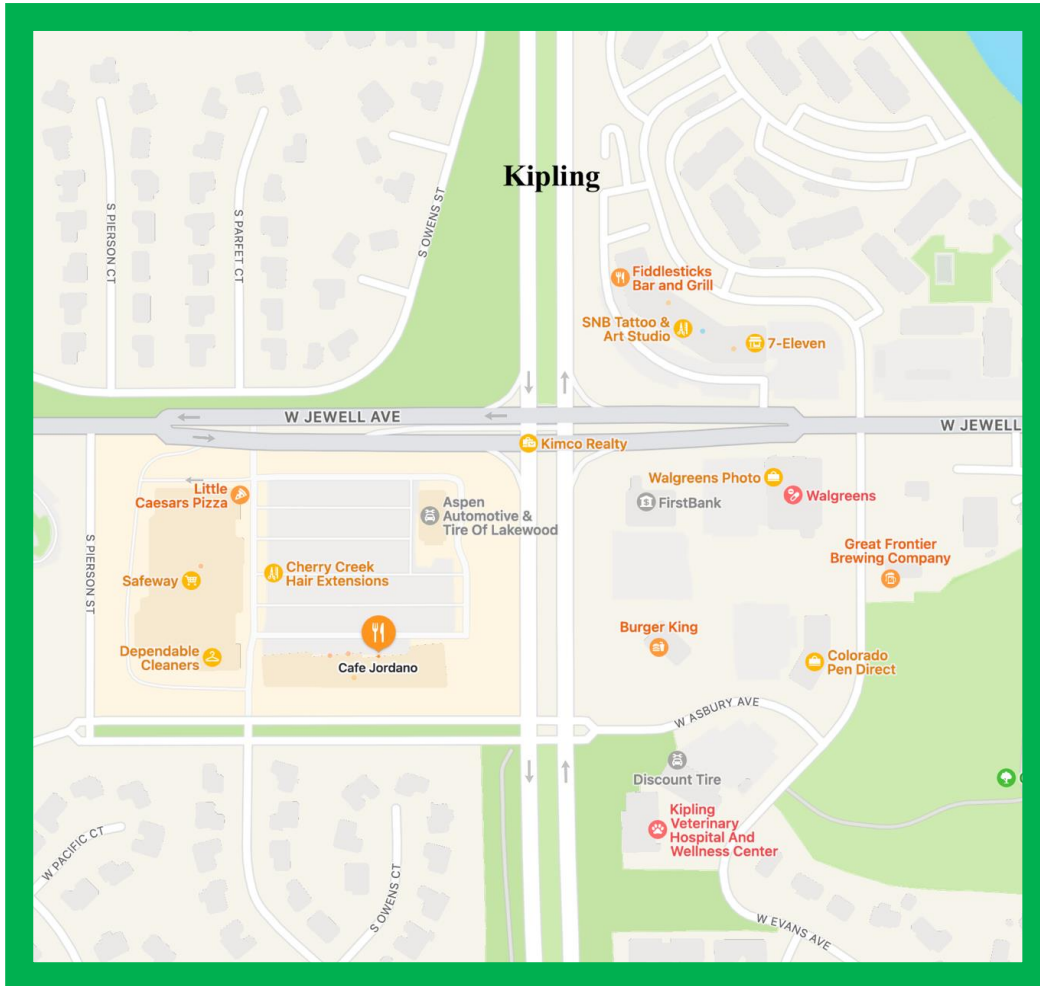 Kipling
S PIERSON CT
S PARFET CT
S OWENS ST
Fiddlesticks
Bar and Grill
SNB Tattoo &
Art Studio
7-Eleven
W JEWELL AVE
W JEWELL
Kimco Realty
Little
Caesars Pizza
Aspen
Automotive &
Tire Of Lakewood
Walgreens Photo
FirstBank
Walgreens
S PIERSON ST
Safeway
Cherry Creek
Hair Extensions
Great Frontier
Brewing Company
Dependable
Cleaners
Cafe Jordano
Burger King
Colorado
Pen Direct
W ASBURY AVE
Discount Tire
Kipling
Veterinary
Hospital And
Wellness Center
W PACIFIC CT
S OWENS CT
W EVANS AVE